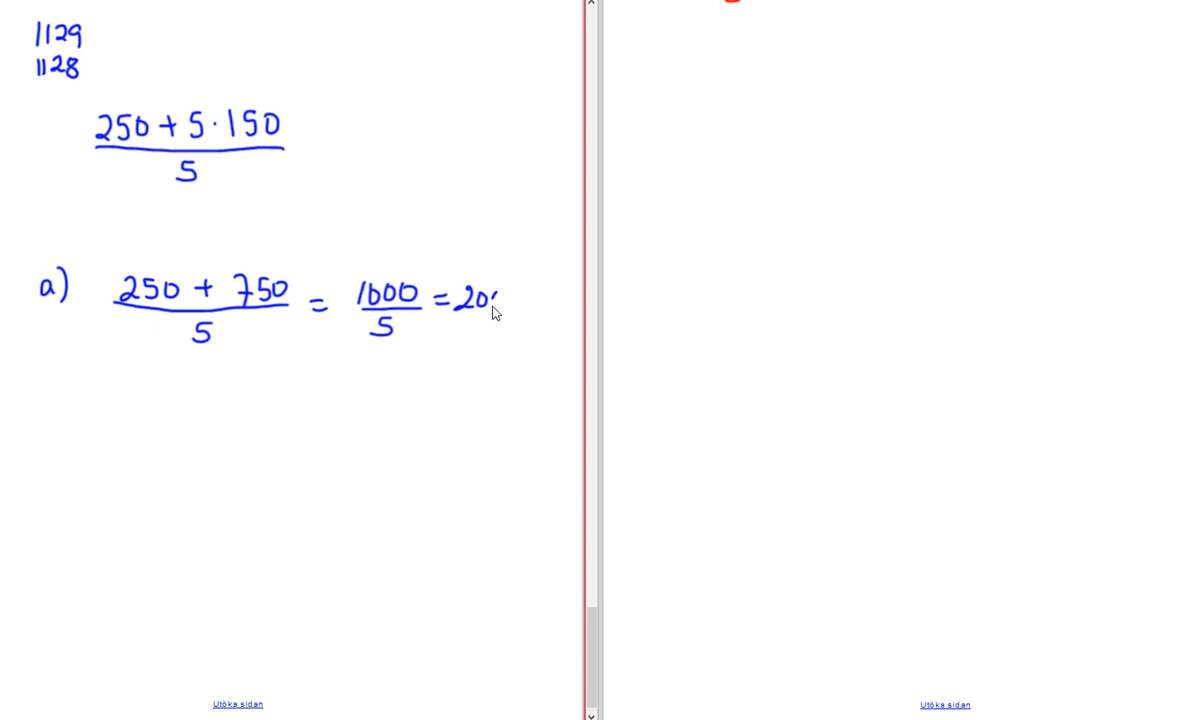 1129
1128
250 + 5 · 150
5
a) 250 + 750 = 1000 = 20
5 5
Utöka sidan Utöka sidan